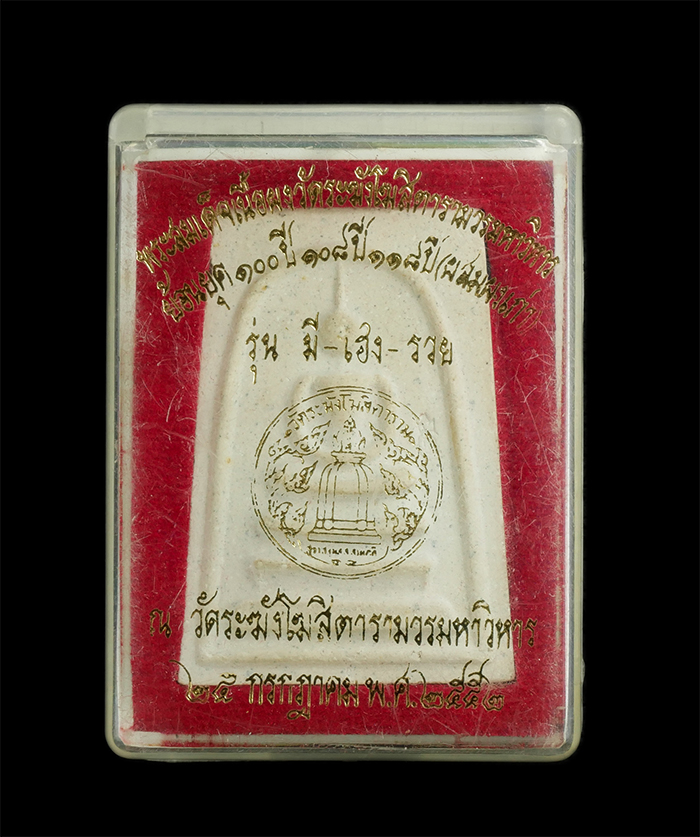 พระสมเด็จเนื้อผงวัดระฆังโฆสิตารามวรมหาวิหาร
ย้อนยุค ๑๐๐ปี ๑๐๘ปี ๑๑๘ปี(ผสมผงเก่า)
รุ่น มี-เฮง-รวย
วัดระฆังโฆสิตาราม
ณ วัดระฆังโฆสิตารามวรมหาวิหาร
๒๕ กรกฎาคม พ.ศ.๒๕๕๒